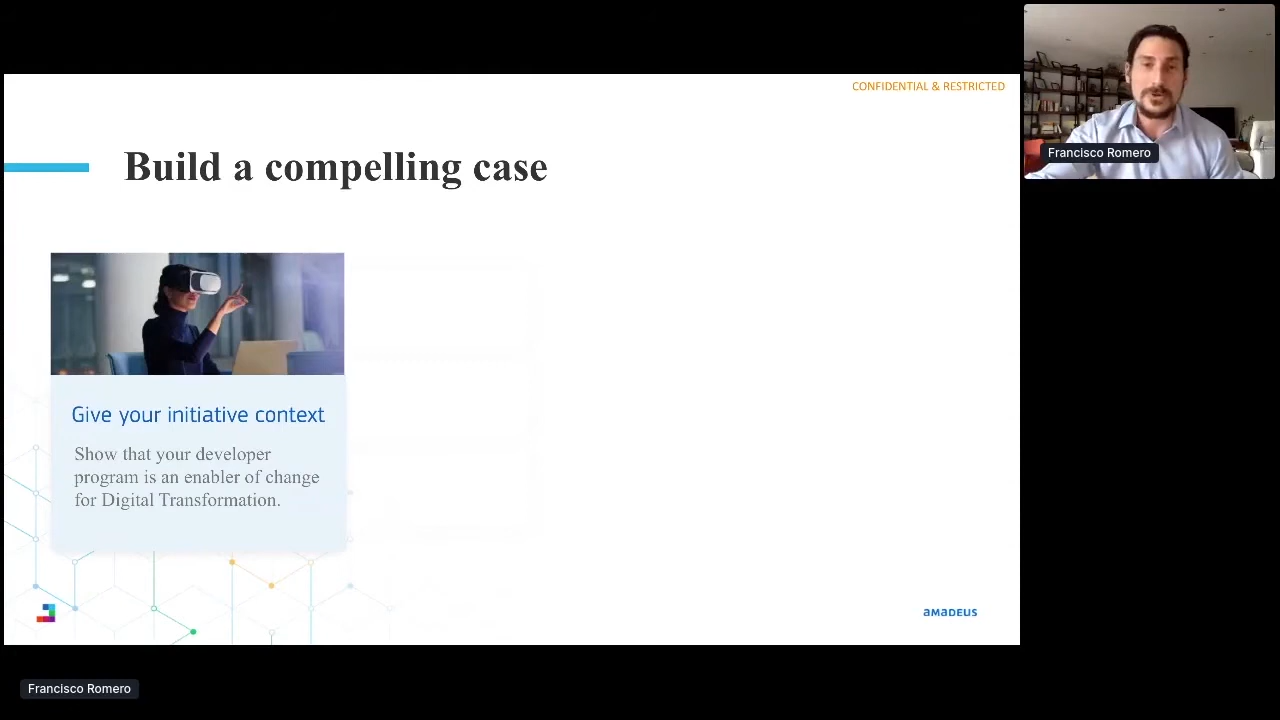 CONFIDENTIAL & RESTRICTED
Build a compelling case
Francisco Romero
Give your initiative context
Show that your developer
program is an enabler of change
for Digital Transformation.
aMaDEUS
Francisco Romero